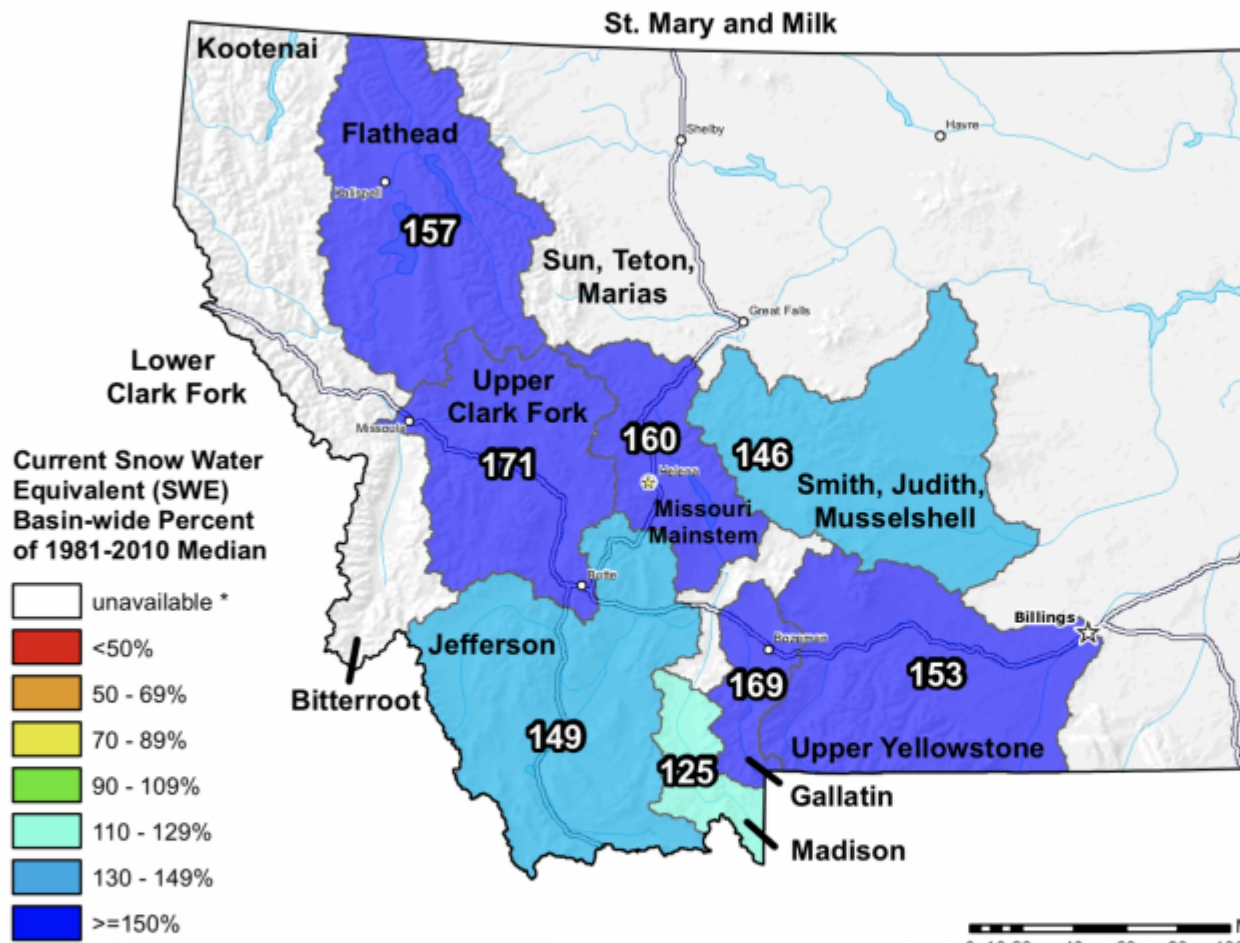 St. Mary and Milk
Kootenai
Flathead
Shelby
Havre
Kalispell
157
Sun, Teton,
Marias
Great Falls
Lower
Clark Fork
Upper
Clark Fork
Missoula
160
146
171
Helena
Smith, Judith,
Musselshell
Missouri
Mainstem
Current Snow Water
Equivalent (SWE)
Basin-wide Percent
of 1981-2010 Median
unavailable *
<50%
50 - 69%
70 - 89%
90 - 109%
110 - 129%
130 - 149%
>=150%
Butte
Billings
Jefferson
Bozeman
Bitterroot
169
153
149
125
Upper Yellowstone
Gallatin
Madison